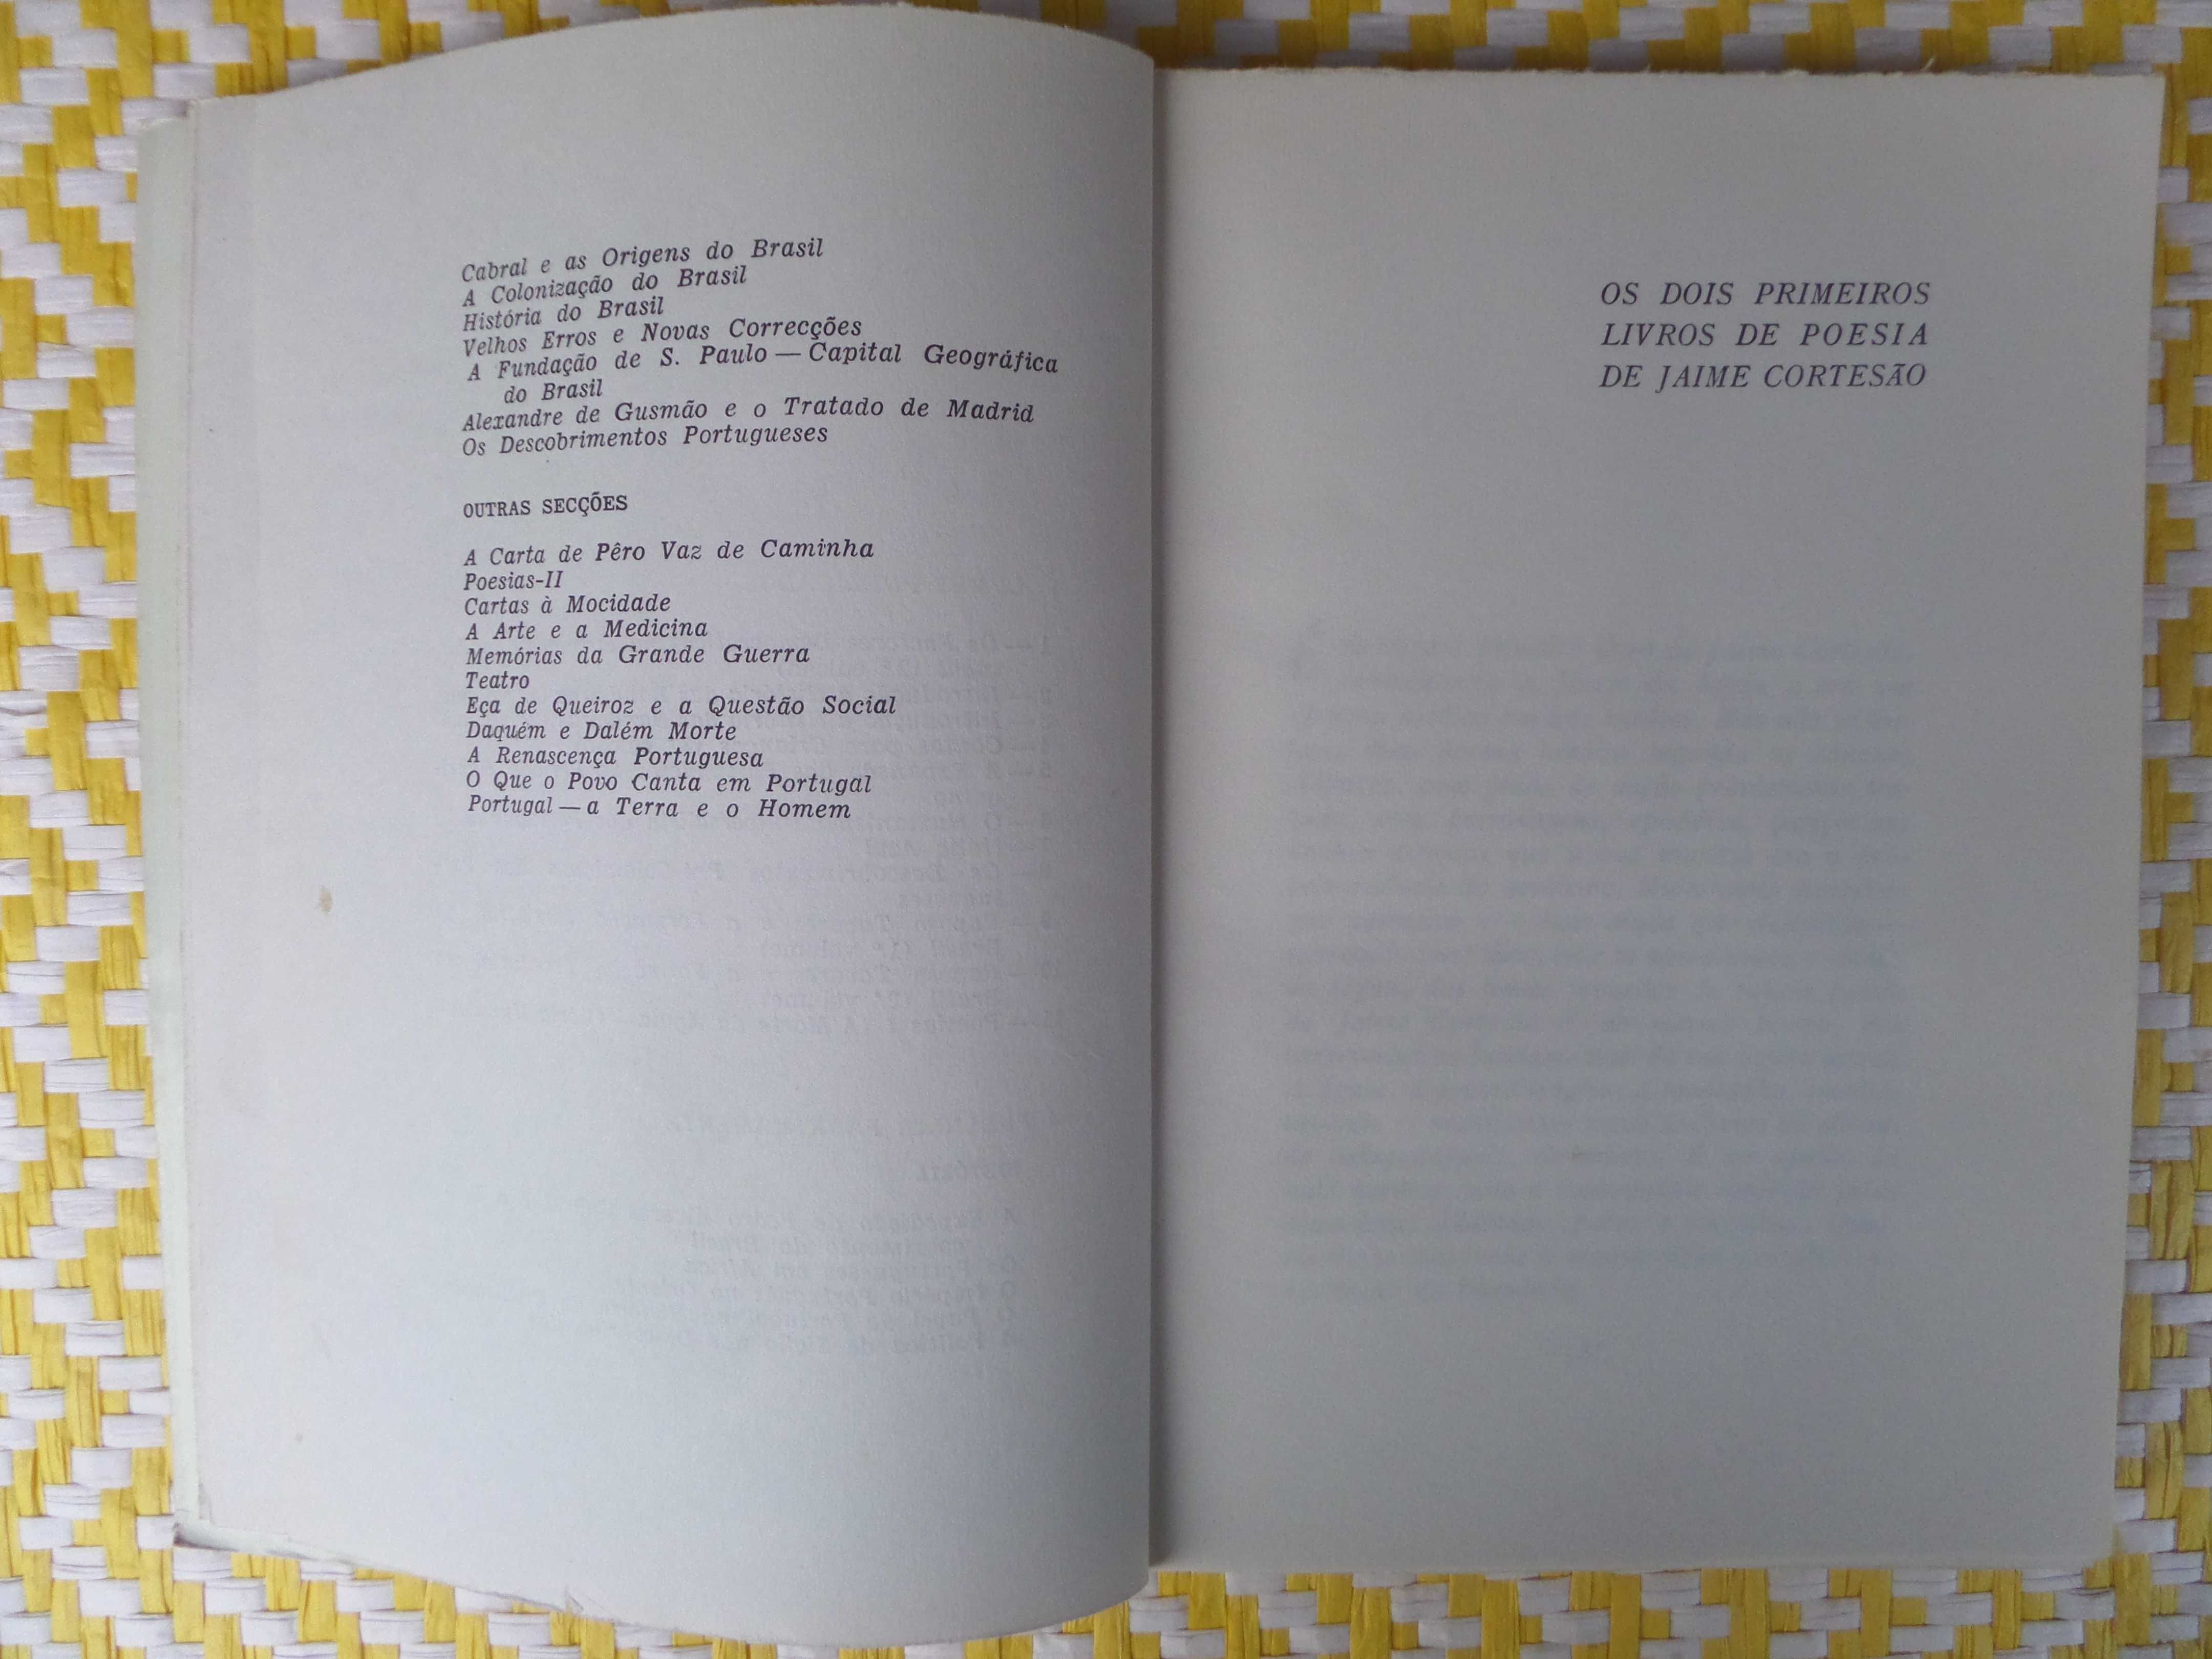 Cabral e as Origens do Brasil
A Colonização do Brasil
História do Brasil
Velhos Erros e Novas Correcções
A Fundação de S. Paulo — Capital Geográfica
do Brasil
Alexandre de Gusmão e o Tratado de Madrid
Os Descobrimentos Portugueses
OUTRAS SECÇÕES
A Carta de Pêro Vaz de Caminha
Poesias-II
Cartas à Mocidade
A Arte e a Medicina
Memórias da Grande Guerra
Teatro
Eça de Queiroz e a Questão Social
Daquém e Dalém Morte
A Renascença Portuguesa
O Que o Povo Canta em Portugal
Portugal — a Terra e o Homem
OS DOIS PRIMEIROS
LIVROS DE POESIA
DE JAIME CORTESÃO